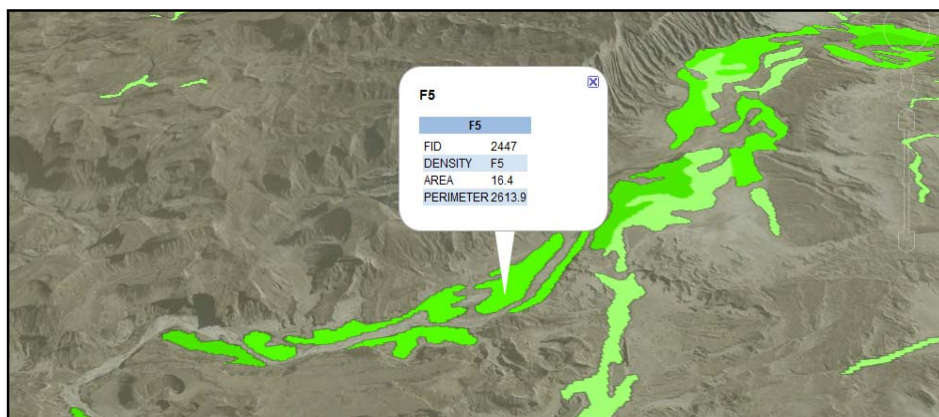 F5
F5
FID 2447
DENSITY F5
AREA 16.4
PERIMETER 2613.9